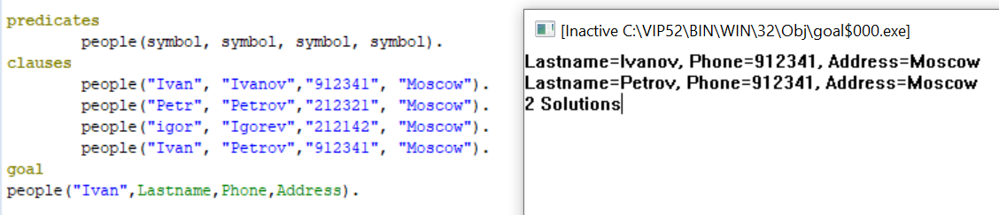 predicates
people(symbol, symbol, symbol, symbol).
clauses
people("Ivan", "Ivanov","912341", "Moscow").
people("Petr", "Petrov","212321", "Moscow").
people("igor", "Igorev","212142", "Moscow").
people("Ivan", "Petrov","912341", "Moscow").
goal
people("Ivan",Lastname,Phone,Address).
[Inactive C:\VIP52\BIN\WIN\32\Obj\goal$000.exe]
Lastname=Ivanov, Phone=912341, Address=Moscow
Lastname=Petrov, Phone=912341, Address=Moscow
2 Solutions